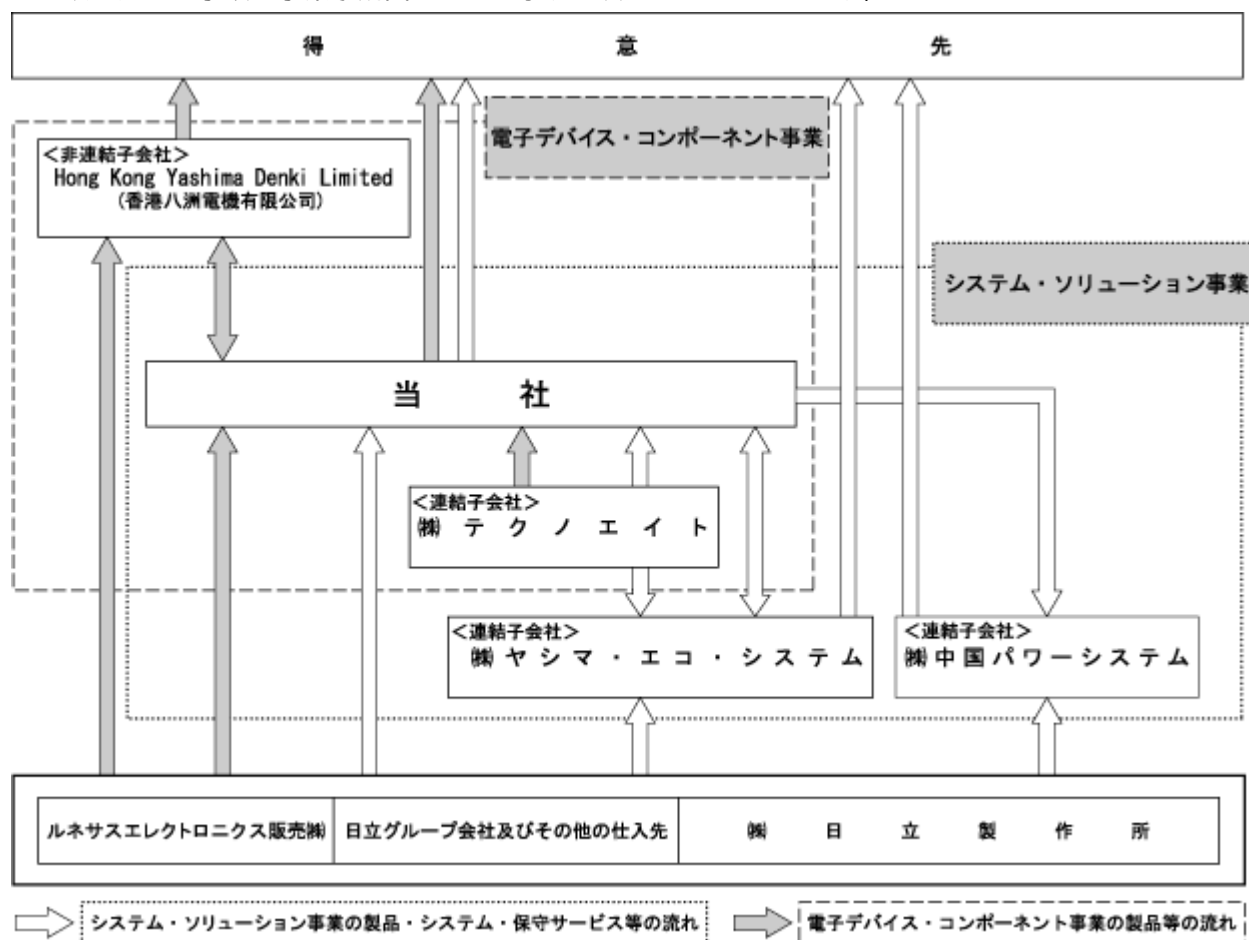 得意先
電子デバイス・コンポーネント事業
<非連結子会社>
Hong Kong Yashima Denki Limited
(香港八洲電機有限公司)
システム・ソリューション事業
当社
<連結子会社>
㈱テクノエイト
<連結子会社>
㈱ヤシマ・エコ・システム
<連結子会社>
㈱中国パワーシステム
ルネサスエレクトロニクス販売㈱
日立グループ会社及びその他の仕入先
㈱日立製作所
システム・ソリューション事業の製品・システム・保守サービス等の流れ
電子デバイス・コンポーネント事業の製品等の流れ